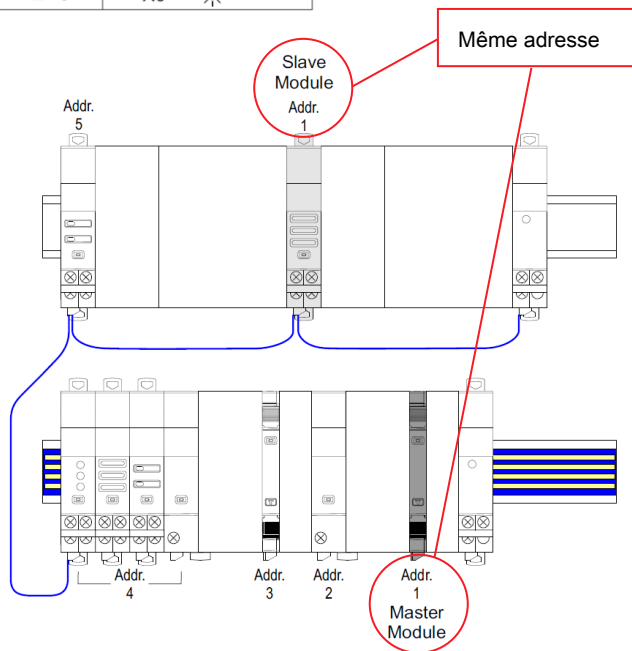 Même adresse
Slave
Module
Addr.
5
Addr.
1
Addr.
4
Addr.
3
Addr.
2
Addr.
1
Master
Module